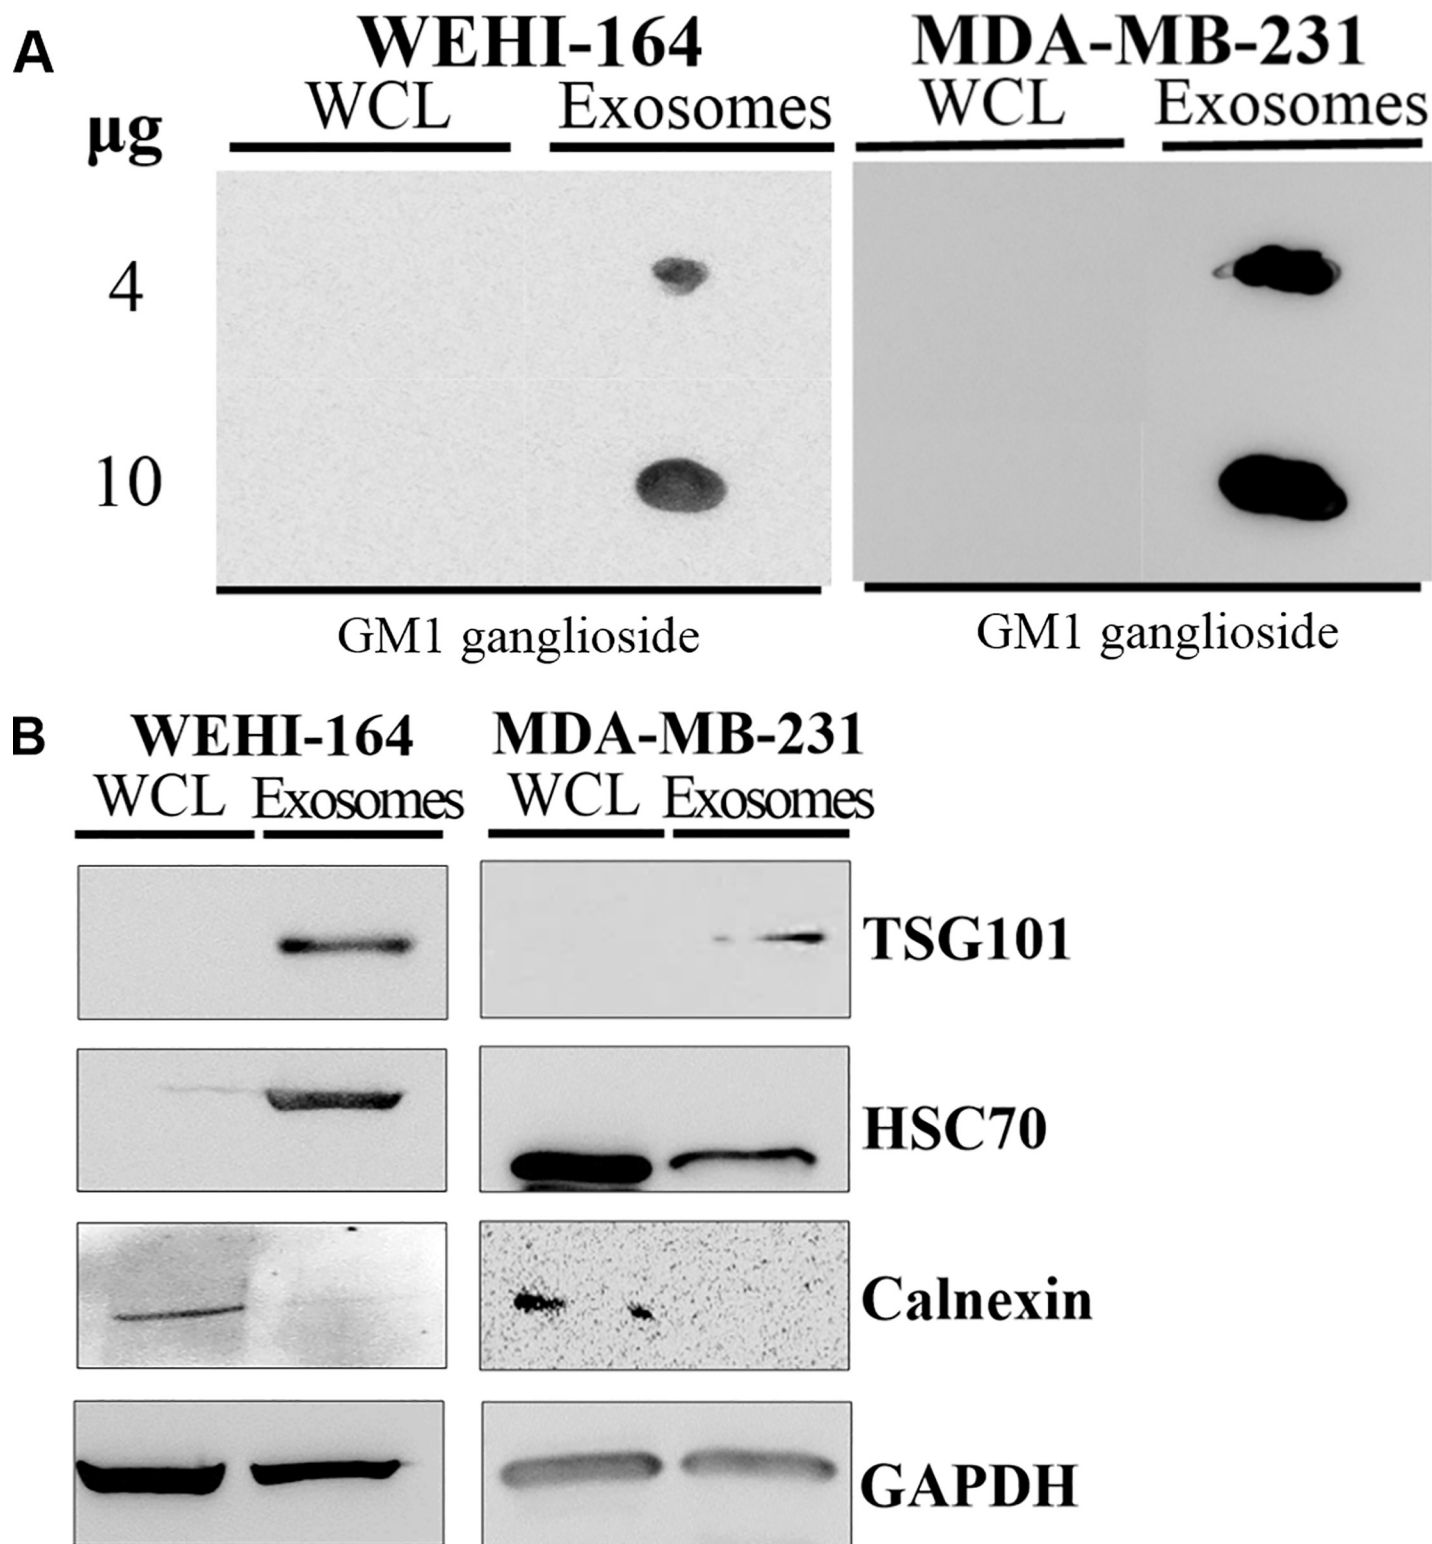 A
WEHI-164 MDA-MB-231
WCL Exosomes WCL Exosomes
µg
4
10
GM1 ganglioside GM1 ganglioside
B
WEHI-164 MDA-MB-231
WCL Exosomes WCL Exosomes
TSG101
HSC70
Calnexin
GAPDH